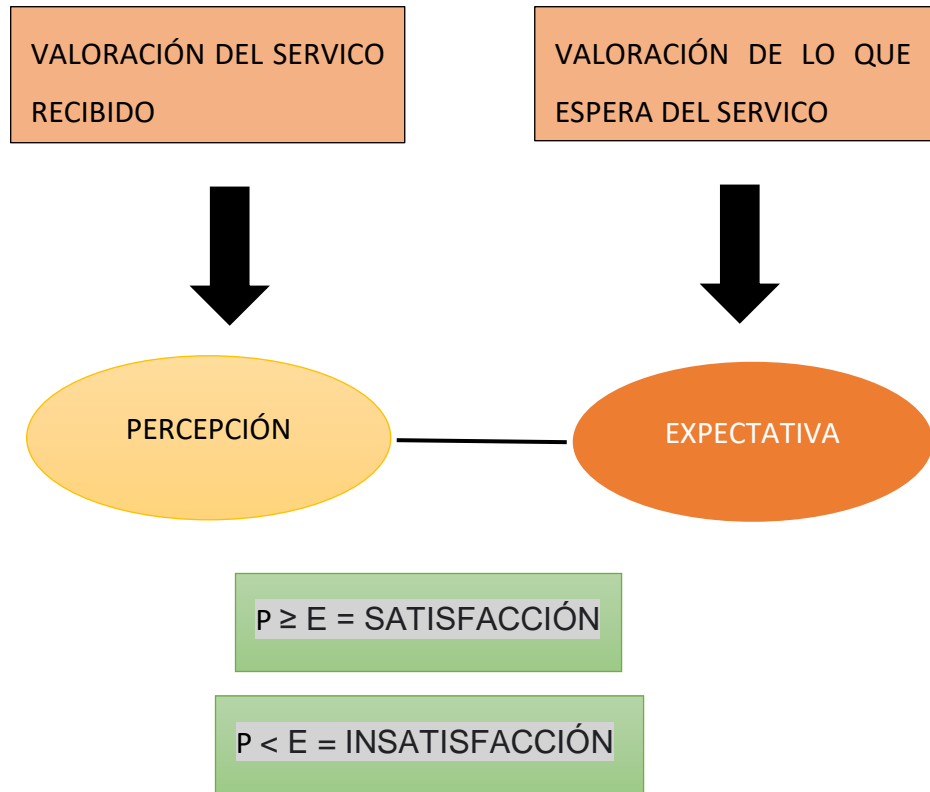 VALORACIÓN DEL SERVICO
RECIBIDO
VALORACIÓN DE LO QUE
ESPERA DEL SERVICO
PERCEPCIÓN
EXPECTATIVA
P ≥ E = SATISFACCIÓN
P < E = INSATISFACCIÓN